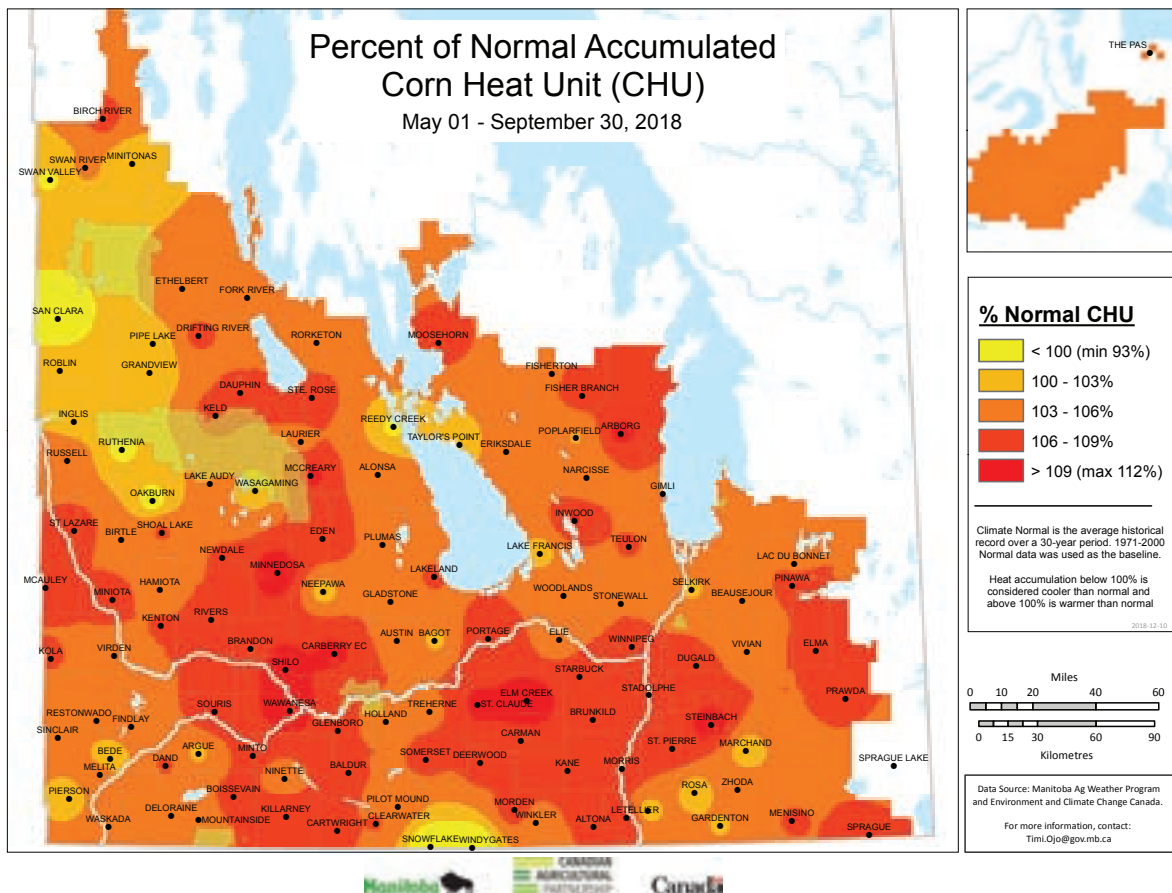 Percent of Normal Accumulated
Corn Heat Unit (CHU)
May 01 - September 30, 2018
THE PAS
BIRCH RIVER
SWAN RIVER
MINITONAS
SWAN VALLEY
ETHELBERT
FORK RIVER
SAN CLARA
DRIFTING RIVER
PIPE LAKE
RORKETON
MOOSEHORN
ROBLIN
GRANDVIEW
FISHERTON
DAUPHIN
STE. ROSE
FISHER BRANCH
KELD
INGLIS
REEDY CREEK
RUTHENIA
LAURIER
TAYLOR'S POINT
POPLARFIELD
ARBORG
ERIKSDALE
RUSSELL
LAKE AUDY
MCCREARY
ALONSA
NARCISSE
WASAGAMING
GIMLI
OAKBURN
ST LAZARE
BIRTLE
SHOAL LAKE
EDEN
PLUMAS
INWOOD
TEULON
NEWDALE
LAKE FRANCIS
LAC DU BONNET
MINNEDOSA
LAKELAND
MCAULEY
MINIOTA
HAMIOTA
NEEPAWA
GLADSTONE
WOODLANDS
STONEWALL
SELKIRK
BEAUSEJOUR
PINAWA
KENTON
RIVERS
KOLA
VIRDEN
BRANDON
CARBERRY EC
AUSTIN
BAGOT
PORTAGE
ELIE
WINNIPEG
VIVIAN
ELMA
SHILO
STARBUCK
DUGALD
RESTONWADO
FINDLAY
SOURIS
WAWANESA
GLENBORO
HOLLAND
TREHERNE
ST. CLAUDE
ELM CREEK
BRUNKILD
STADOLPHE
PRAWDA
SINCLAIR
STEINBACH
BEDE
ARGUE
MINTO
SOMERSET
DEERWOOD
CARMAN
ST. PIERRE
MARCHAND
MELITA
DAND
NINETTE
BALDUR
KANE
MORRIS
SPRAGUE LAKE
PIERSON
BOISSEVAIN
ROSA
ZHODA
WASKADA
DELORAINE
MOUNTAINSIDE
KILLARNEY
CARTWRIGHT
PILOT MOUND
CLEARWATER
MORDEN
WINKLER
ALTONA
LETELLIER
GARDENTON
MENISINO
SPRAGUE
SNOWFLAKE
WINDYGATES
% Normal CHU
< 100 (min 93%)
100 - 103%
103 - 106%
106 - 109%
> 109 (max 112%)
Climate Normal is the average historical
record over a 30-year period. 1971-2000
Normal data was used as the baseline.
Heat accumulation below 100% is
considered cooler than normal and
above 100% is warmer than normal
2018-12-10
Miles
0 10 20 40 60
0 15 30 60 90
Kilometres
Data Source: Manitoba Ag Weather Program
and Environment and Climate Change Canada.
For more information, contact:
Timi.Ojo@gov.mb.ca
Manitoba
CANADIAN
AGRICULTURAL
PARTNERSHIP
Canada